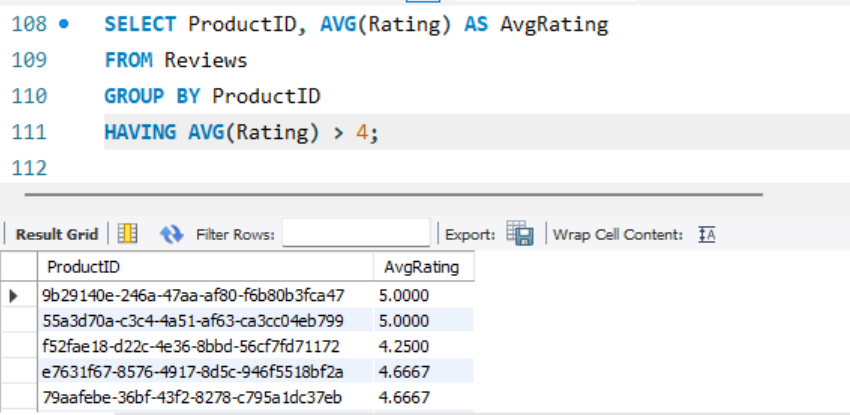 108 SELECT ProductID, AVG(Rating) AS AvgRating
109 FROM Reviews
110 GROUP BY ProductID
111 HAVING AVG(Rating) > 4;
112
Result Grid Filter Rows: Export: Wrap Cell Content: IA
ProductID AvgRating
9b29140e-246a-47aa-af80-f6b80b3fca47 5.0000
55a3d70a-c3c4-4a51-af63-ca3cc04eb799 5.0000
f52fae18-d22c-4e36-8bbd-56cf7fd71172 4.2500
e7631f67-8576-4917-8d5c-946f5518bf2a 4.6667
79aafebe-36bf-43f2-8278-c795a1dc37eb 4.6667